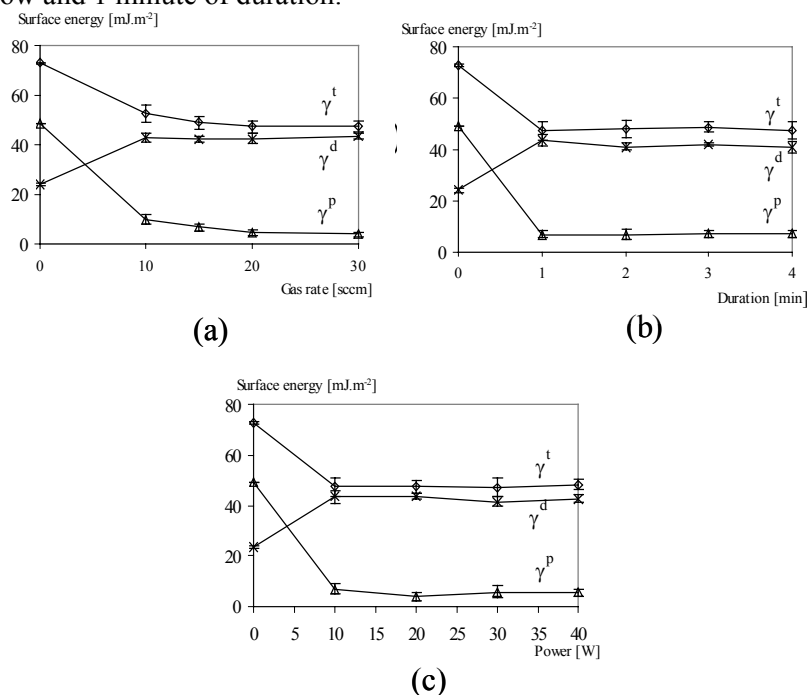 ow and 1 minute of duration.
Surface energy [mJ.m-2]
80
60
40
20
0
γt
γd
γp
0 10 20 30
Gas rate [sccm]
(a)
)
Surface energy [mJ.m-2]
80
60
40
20
0
γt
γd
γp
0 1 2 3 4
Duration [min]
(b)
Surface energy [mJ.m-2]
80
60
40
20
0
γt
γd
γp
0 5 10 15 20 25 30 35 40
Power [W]
(c)